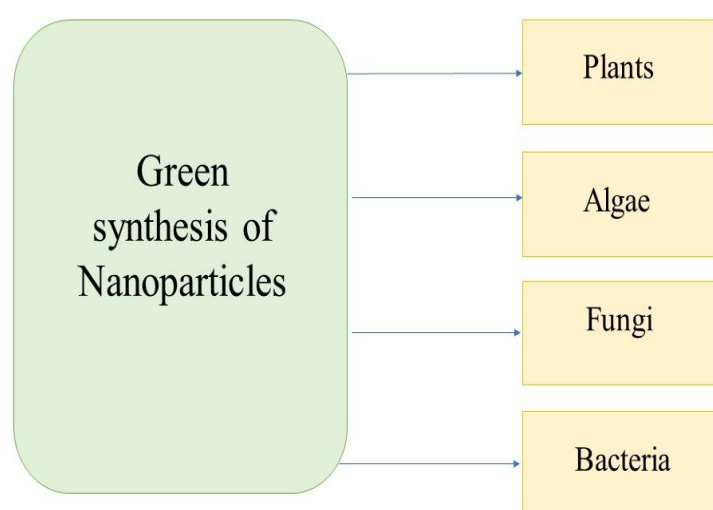 Green
synthesis of
Nanoparticles
Plants
Algae
Fungi
Bacteria